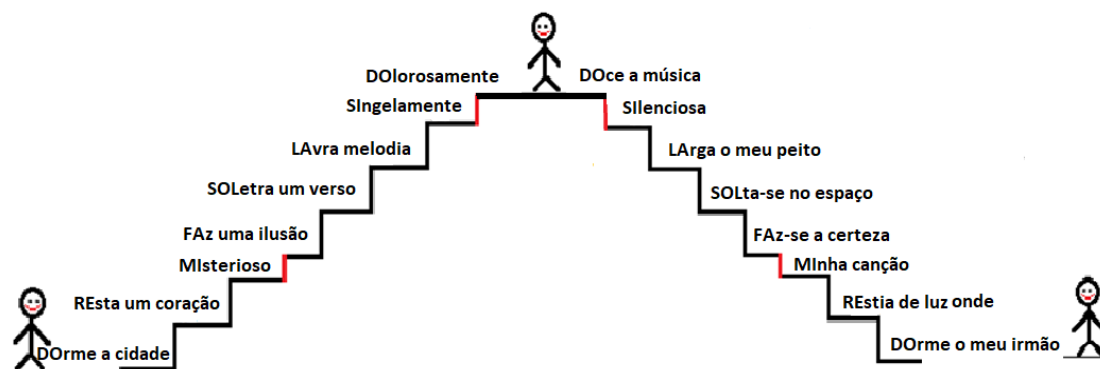 DOlorosamente
DOce a música
SIngelamente
SIlenciosa
LAvra melodia
LArga o meu peito
SOLetra um verso
SOLta-se no espaço
FAz uma ilusão
FAz-se a certeza
MIsterioso
MInha canção
REsta um coração
REstia de luz onde
DOrme a cidade
DOrme o meu irmão